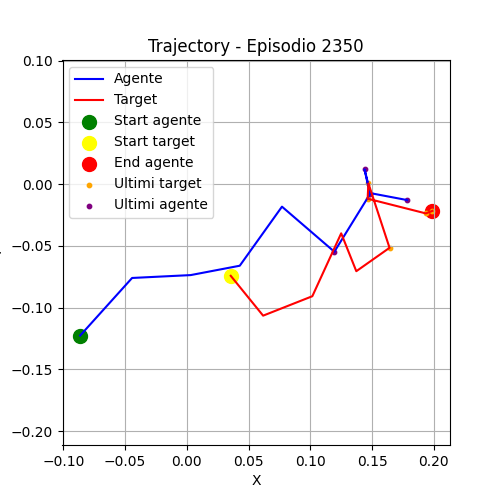 Trajectory - Episodio 2350
0.10
0.05
0.00
−0.05
−0.10
−0.15
−0.20
Agente
Target
Start agente
Start target
End agente
Ultimi target
Ultimi agente
−0.10
−0.05
0.00
0.05
0.10
0.15
0.20
X